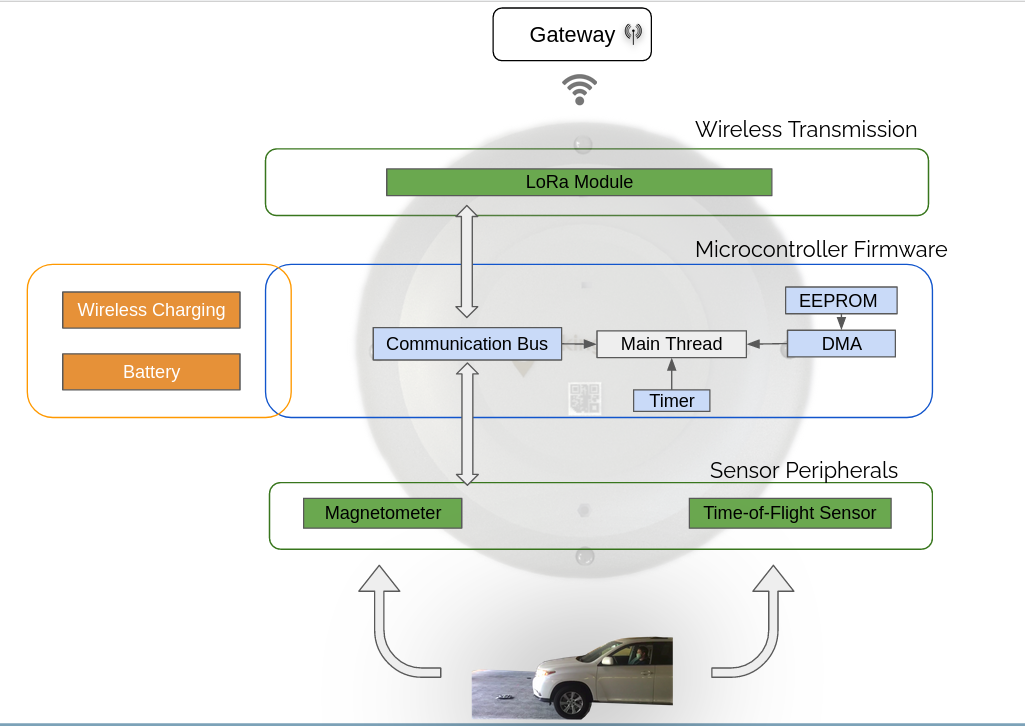 Gateway
Wireless Transmission
LoRa Module
Microcontroller Firmware
Wireless Charging
EEPROM
Communication Bus
Main Thread
DMA
Battery
Timer
Sensor Peripherals
Magnetometer
Time-of-Flight Sensor